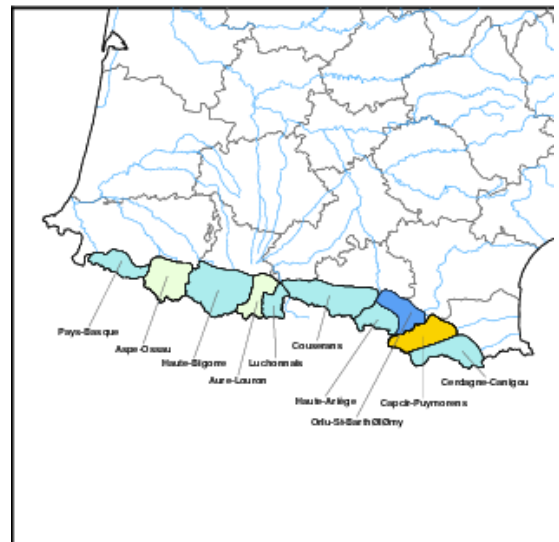 Pays-Basque
Aspe-Ossau
Haute-Bigorre
Aure-Louron
Luchonnais
Couserans
Haute-Ariège
Orlu-St-BarthØlØmy
Capcir-Puymorens
Cerdagne-Canigou